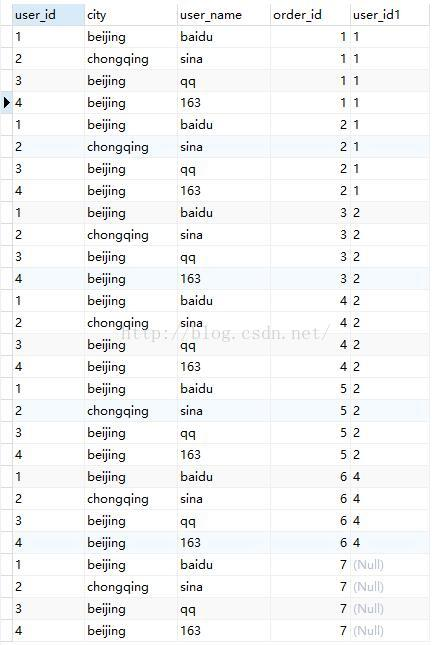 user_id city user_name order_id user_id1
1 beijing baidu 1 1
2 chongqing sina 1 1
3 beijing qq 1 1
4 beijing 163 1 1
1 beijing baidu 2 1
2 chongqing sina 2 1
3 beijing qq 2 1
4 beijing 163 2 1
1 beijing baidu 3 2
2 chongqing sina 3 2
3 beijing qq 3 2
4 beijing 163 3 2
1 beijing baidu 4 2
2 chongqing sina 4 2
http://blog.csdn.net/
3 beijing qq 4 2
4 beijing 163 4 2
1 beijing baidu 5 2
2 chongqing sina 5 2
3 beijing qq 5 2
4 beijing 163 5 2
1 beijing baidu 6 4
2 chongqing sina 6 4
3 beijing qq 6 4
4 beijing 163 6 4
1 beijing baidu 7 (Null)
2 chongqing sina 7 (Null)
3 beijing qq 7 (Null)
4 beijing 163 7 (Null)